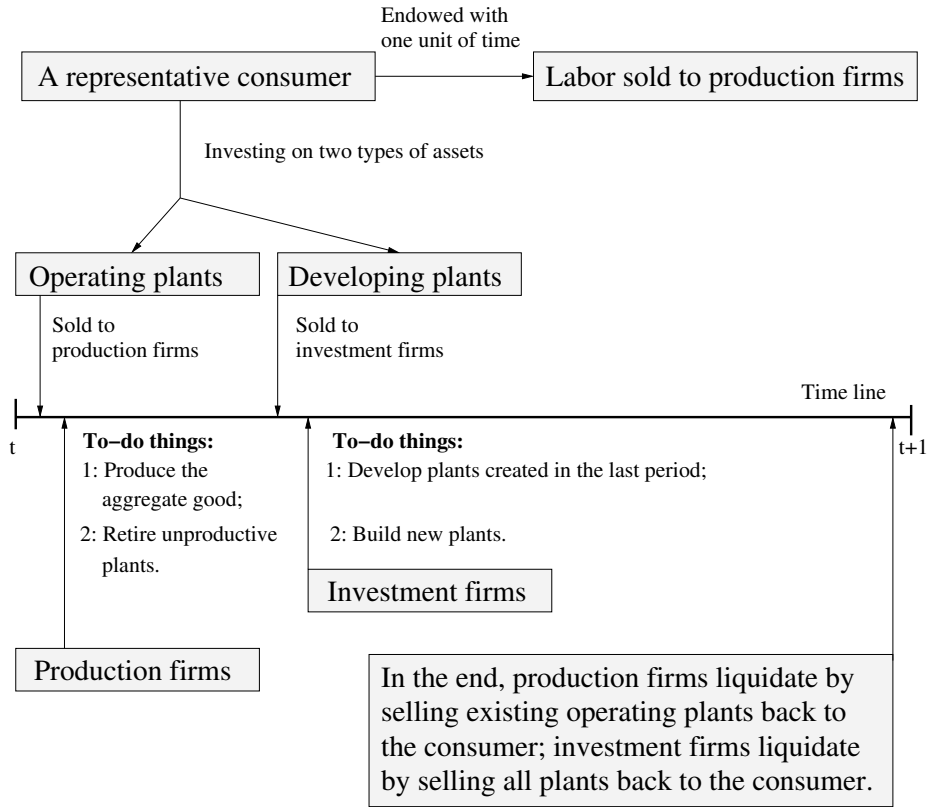 Endowed with
one unit of time
A representative consumer
Labor sold to production firms
Investing on two types of assets
Operating plants
Developing plants
Sold to
production firms
Sold to
investment firms
Time line
t
t+1
To−do things:
1: Produce the
aggregate good;
2: Retire unproductive
plants.
To−do things:
1: Develop plants created in the last period;
2: Build new plants.
Investment firms
Production firms
In the end, production firms liquidate by
selling existing operating plants back to
the consumer; investment firms liquidate
by selling all plants back to the consumer.